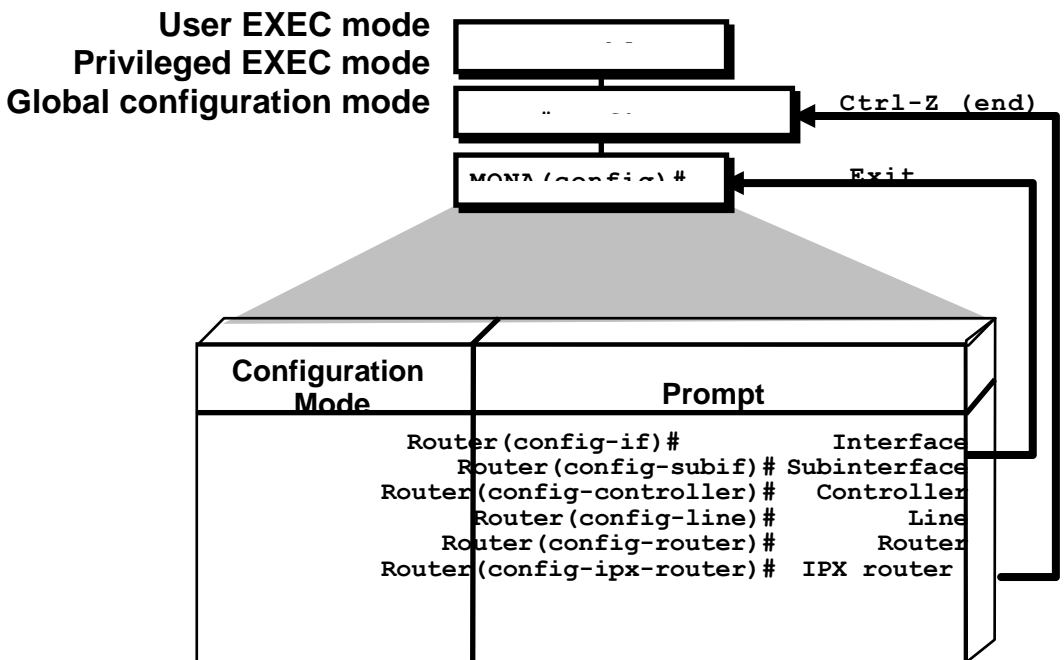 User EXEC mode
Privileged EXEC mode
Global configuration mode
Ctrl-Z (end)
MONA(config)#
Exit
Configuration
Mode
Prompt
Router(config-if)# Interface
Router(config-subif)# Subinterface
Router(config-controller)# Controller
Router(config-line)# Line
Router(config-router)# Router
Router(config-ipx-router)# IPX router